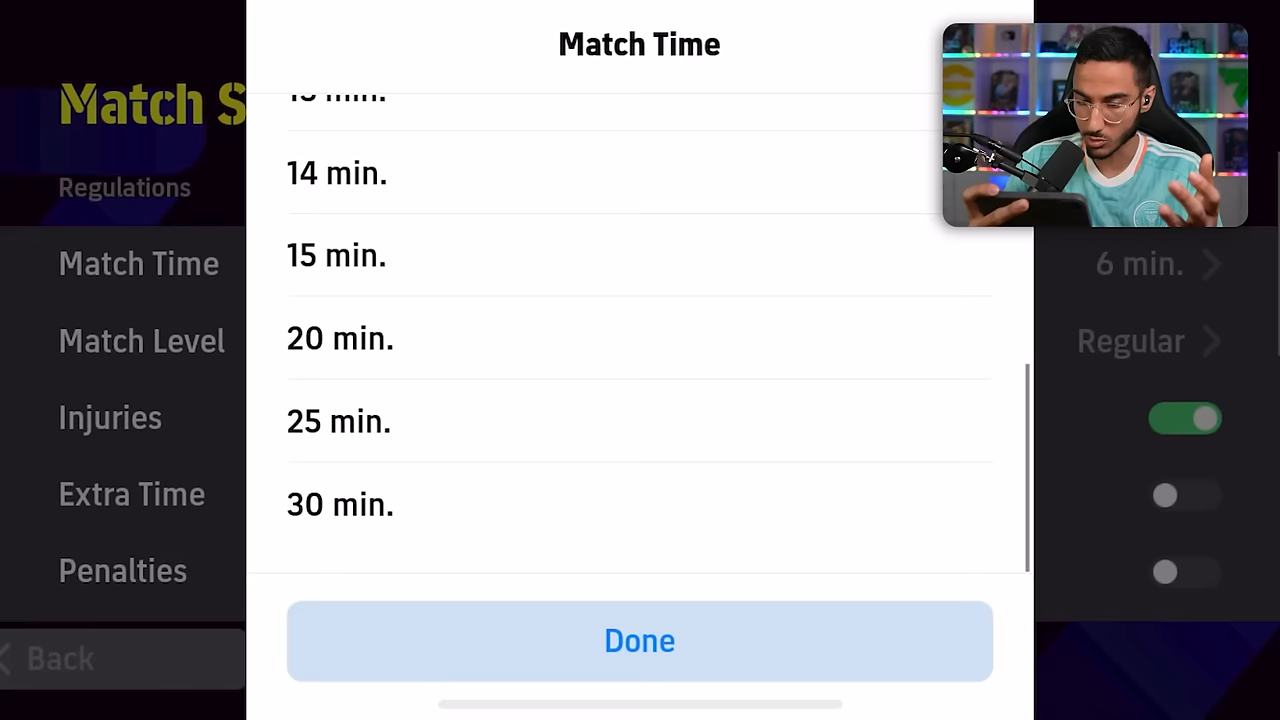 Match Time
Match S
Regulations
14 min.
15 min.
20 min.
25 min.
30 min.
Match Time
6 min.
Match Level
Regular
Injuries
Extra Time
Penalties
Done
Back